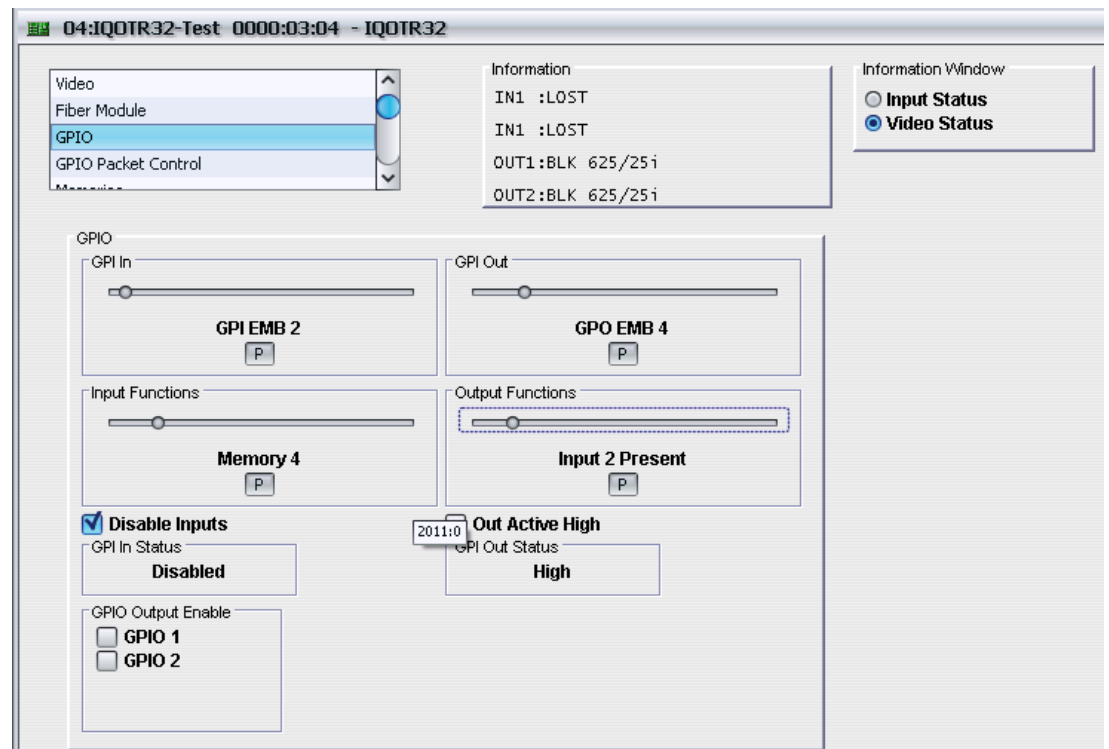 04:IQOTR32-Test 0000:03:04 - IQOTR32
Video
Fiber Module
GPIO
GPIO Packet Control
Memories
Information
IN1 :LOST
IN1 :LOST
OUT1:BLK 625/25i
OUT2:BLK 625/25i
Information Window
Input Status
Video Status
GPIO
GPI In
GPI EMB 2
P
GPI Out
GPO EMB 4
P
Input Functions
Memory 4
P
Output Functions
Input 2 Present
P
Disable Inputs
2011:0
Out Active High
GPI In Status
Disabled
GPI Out Status
High
GPIO Output Enable
GPIO 1
GPIO 2